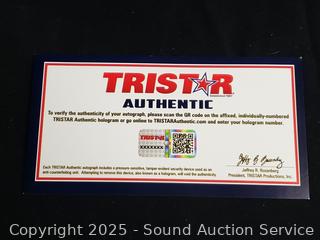 TRISTAR
AUTHENTIC
To verify the authenticity of your autograph, please scan the QR code on the affixed, individually-numbered
TRISTAR Authentic hologram or go online to TRISTARAuthentic.com and enter your hologram number.
TRISTAR
XXXXXXX
Each TRISTAR Authentic autograph includes a pressure-sensitive, tamper-evident security device used as an
anti-counterfeiting unit. Attempting to remove this device, also known as a hologram, will void the authenticity.
Jeffrey R. Rosenberg
President, TRISTAR Productions, Inc.
Copyright 2025 - Sound Auction Service